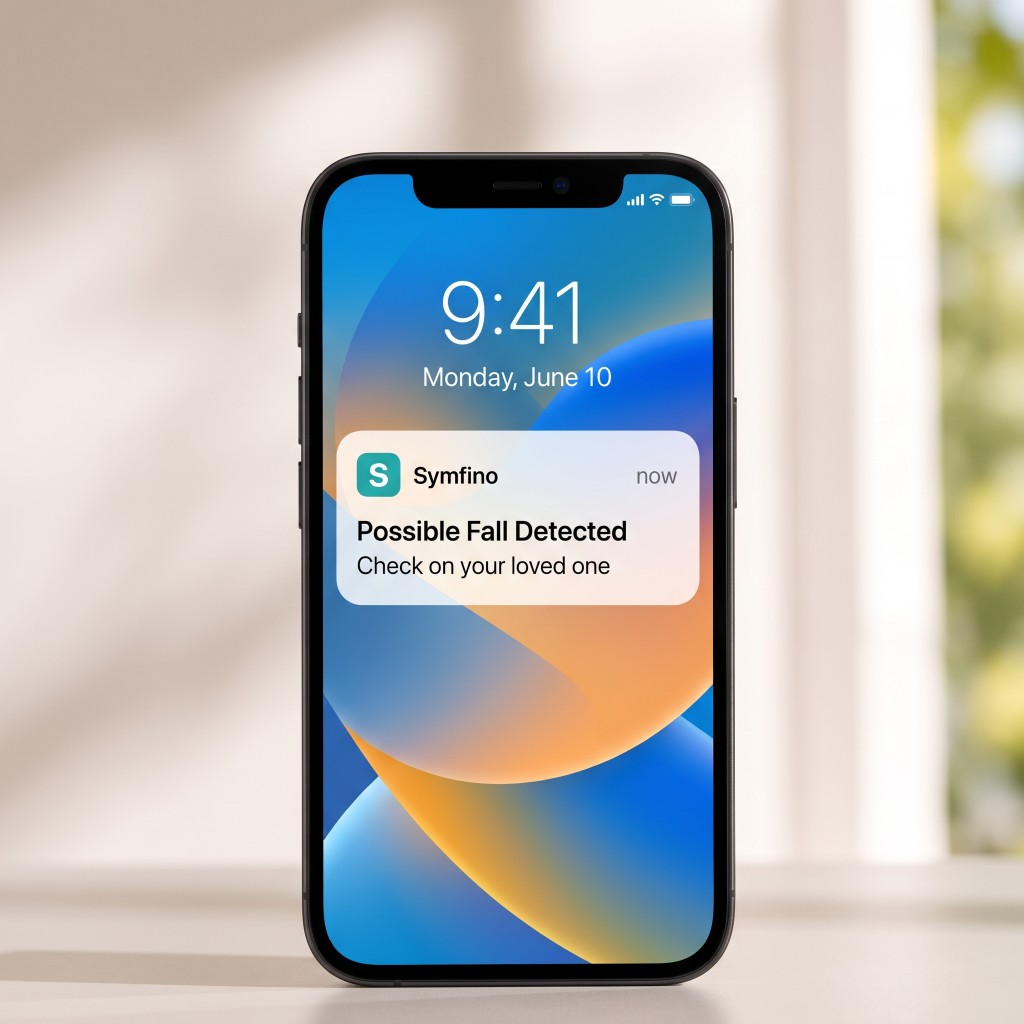 9:41
Monday, June 10
S Symfino now
Possible Fall Detected
Check on your loved one